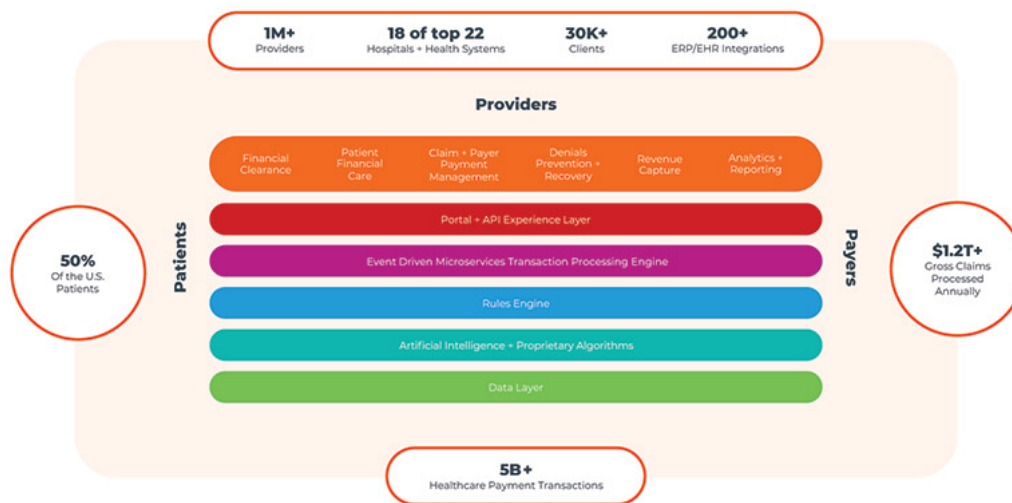 1M+
Providers
18 of top 22
Hospitals + Health Systems
30K+
Clients
200+
ERP/EHR Integrations
Providers
Financial
Clearance
Patient
Financial
Care
Claim + Payer
Payment
Management
Denials
Prevention +
Recovery
Revenue
Capture
Analytics +
Reporting
Portal + API Experience Layer
Event Driven Microservices Transaction Processing Engine
Rules Engine
Artificial Intelligence + Proprietary Algorithms
Data Layer
50%
Of the U.S.
Patients
Patients
Payers
$1.2T+
Gross Claims
Processed
Annually
5B+
Healthcare Payment Transactions